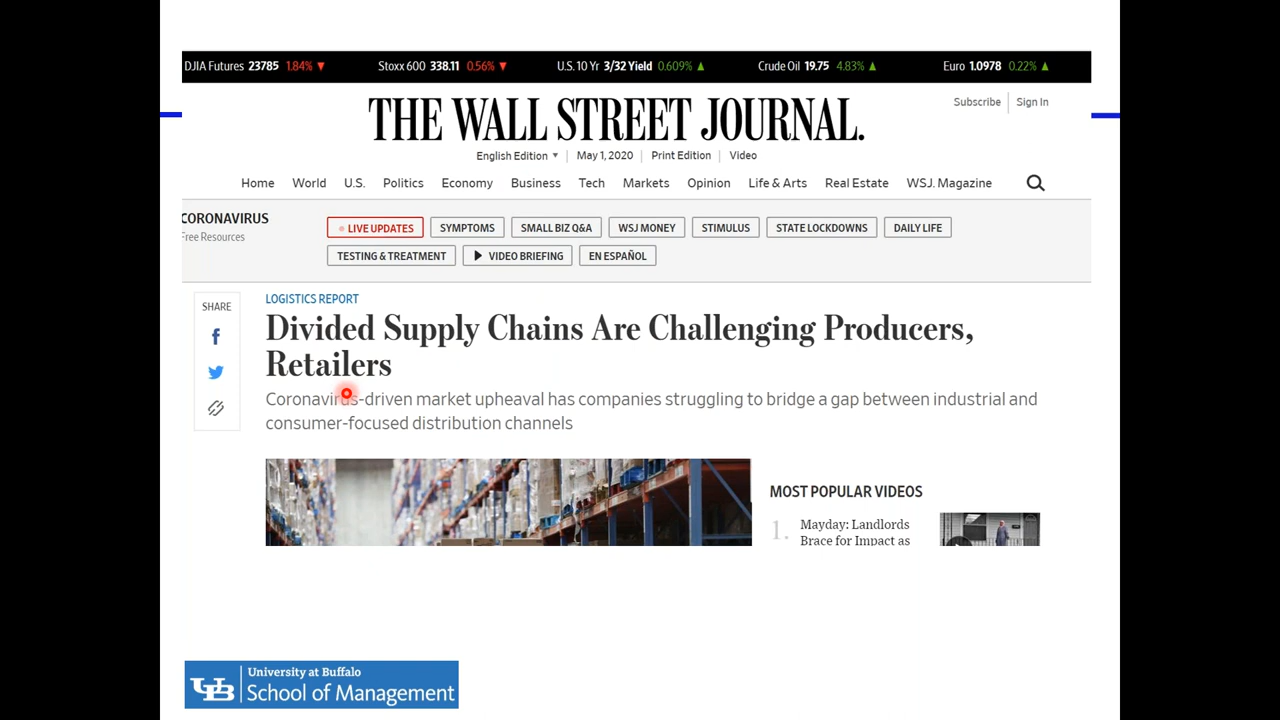 DJIA Futures 23785 1.84% ▼ Stoxx 600 338.11 0.56% ▼ U.S. 10 Yr 3/32 Yield 0.609% ▲ Crude Oil 19.75 4.83% ▲ Euro 1.0978 0.22% ▲
Subscribe Sign In
THE WALL STREET JOURNAL.
English Edition ▼ May 1, 2020 Print Edition Video
Home World U.S. Politics Economy Business Tech Markets Opinion Life & Arts Real Estate WSJ. Magazine
CORONAVIRUS
Free Resources
LIVE UPDATES SYMPTOMS SMALL BIZ Q&A WSJ MONEY STIMULUS STATE LOCKDOWNS DAILY LIFE
TESTING & TREATMENT VIDEO BRIEFING EN ESPAÑOL
SHARE
LOGISTICS REPORT
Divided Supply Chains Are Challenging Producers,
Retailers
Coronavirus-driven market upheaval has companies struggling to bridge a gap between industrial and
consumer-focused distribution channels
MOST POPULAR VIDEOS
1. Mayday: Landlords
Brace for Impact as
UB University at Buffalo
School of Management